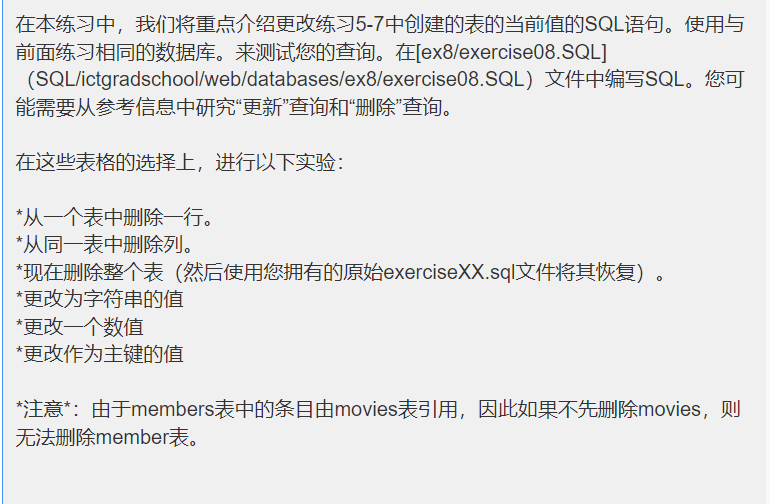 在本练习中，我们将重点介绍更改练习5-7中创建的表的当前值的SQL语句。使用与
前面练习相同的数据库。来测试您的查询。在[ex8/exercise08.SQL]
（SQL/ictgradschool/web/databases/ex8/exercise08.SQL）文件中编写SQL。您可
能需要从参考信息中研究“更新”查询和“删除”查询。
在这些表格的选择上，进行以下实验：
*从一个表中删除一行。
*从同一表中删除列。
*现在删除整个表（然后使用您拥有的原始exerciseXX.sql文件将其恢复）。
*更改为字符串的值
*更改一个数值
*更改作为主键的值
*注意*：由于members表中的条目由movies表引用，因此如果不先删除movies，则
无法删除member表。